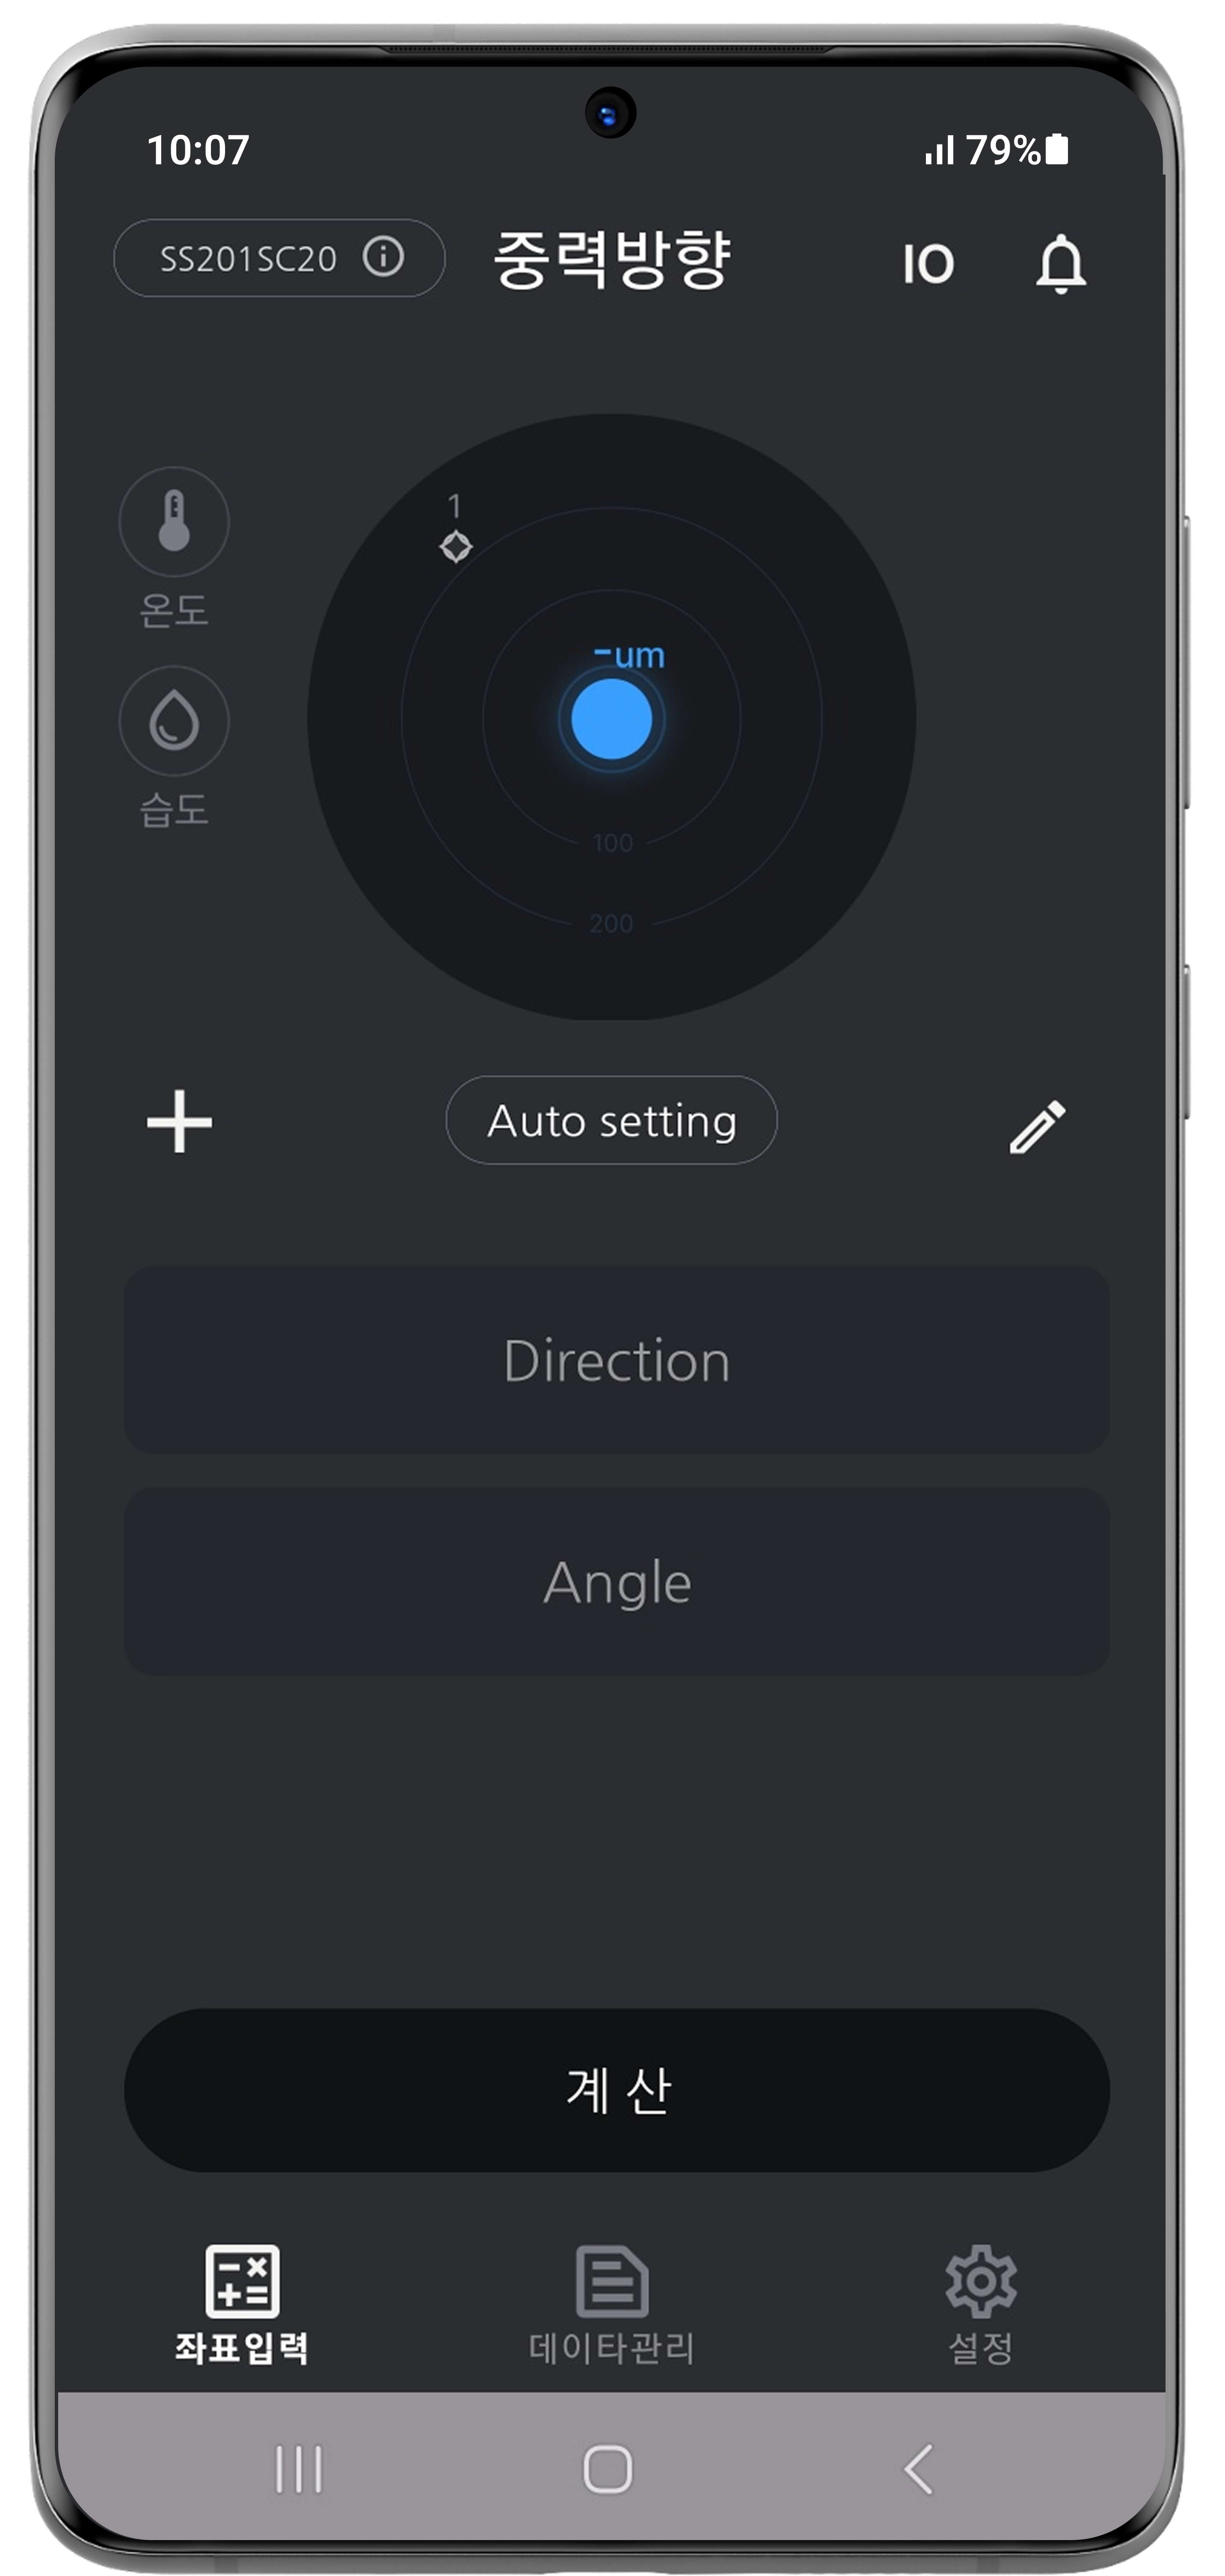 10:07
79%
SS201SC20
중력방향
IO
1
온도
-um
습도
100
200
Auto setting
Direction
Angle
계 산
좌표입력
데이타관리
설정